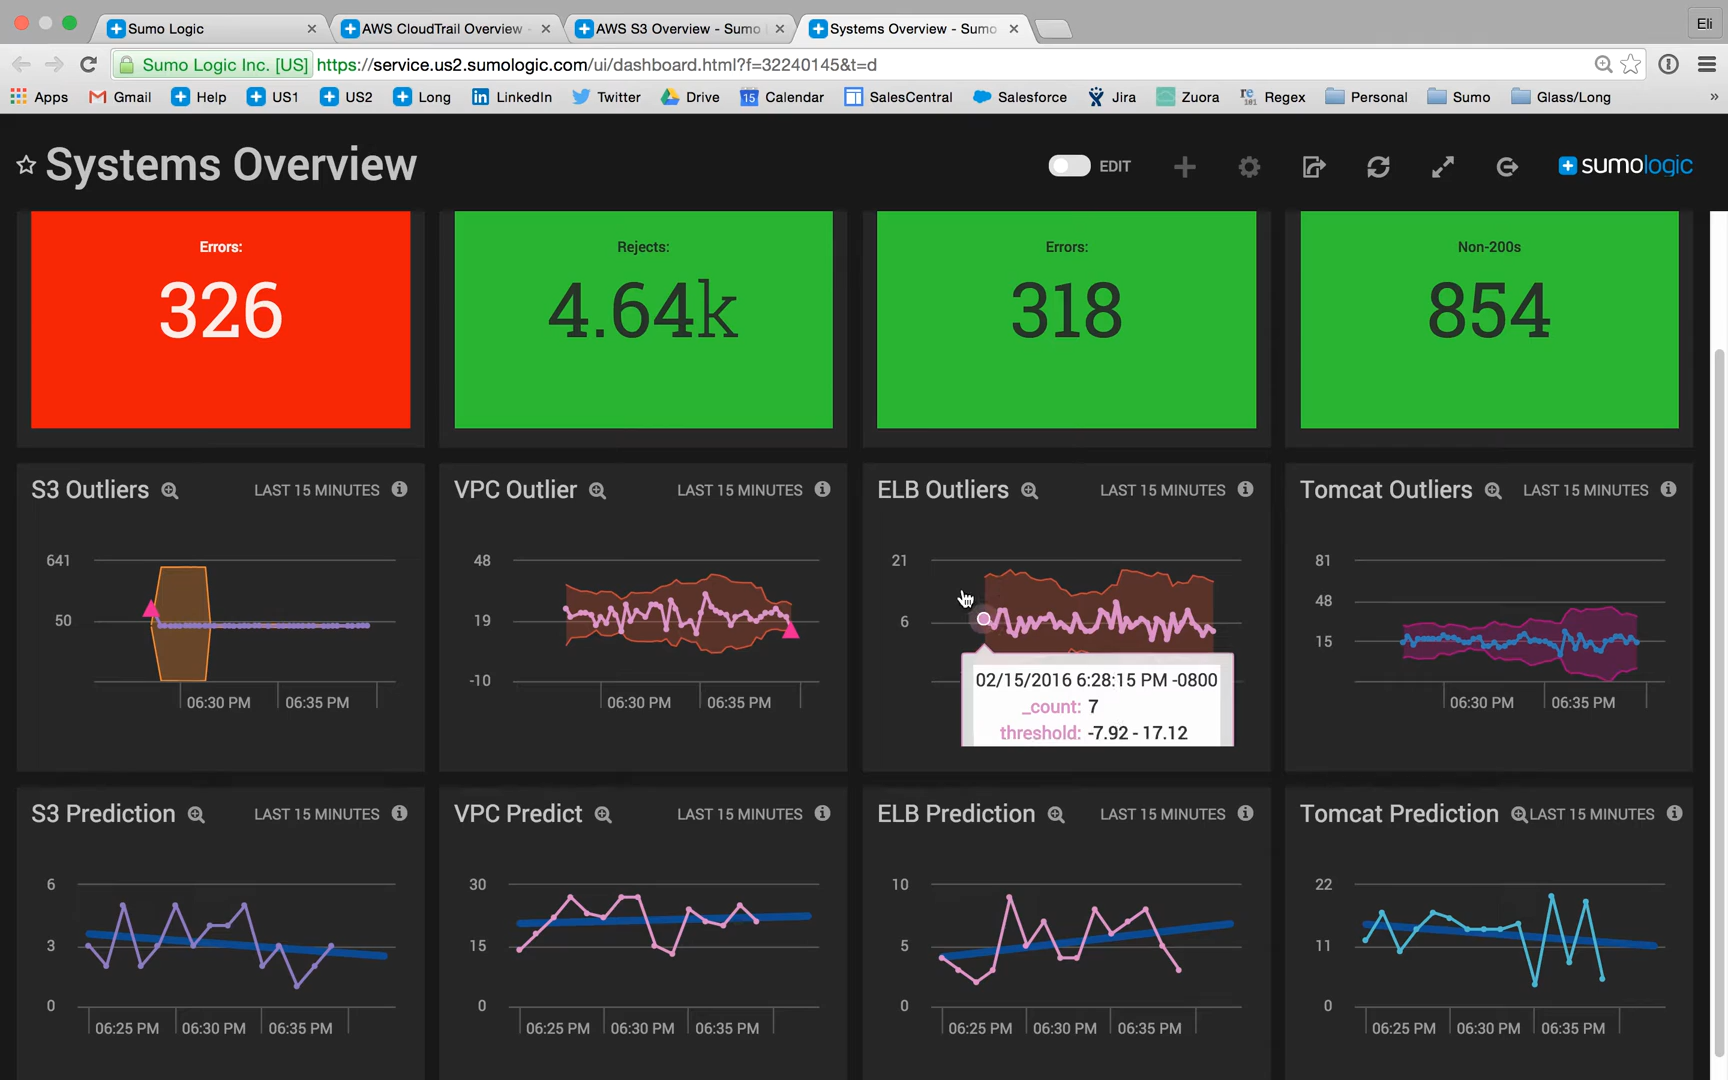 Sumo Logic
AWS CloudTrail Overview -
AWS S3 Overview - Sumo
Systems Overview - Sumo
Eli
Sumo Logic Inc. [US] https://service.us2.sumologic.com/ui/dashboard.html?f=32240145&t=d
Apps Gmail Help US1 US2 Long LinkedIn Twitter Drive 15 Calendar SalesCentral Salesforce Jira Zuora Regex Personal Sumo Glass/Long »
Systems Overview
EDIT
sumologic
Errors:
326
Rejects:
4.64k
Errors:
318
Non-200s
854
S3 Outliers LAST 15 MINUTES
641
50
06:30 PM 06:35 PM
VPC Outlier LAST 15 MINUTES
48
19
-10
06:30 PM 06:35 PM
ELB Outliers LAST 15 MINUTES
21
6
02/15/2016 6:28:15 PM -0800
_count: 7
threshold: -7.92 - 17.12
Tomcat Outliers LAST 15 MINUTES
81
48
15
06:30 PM 06:35 PM
S3 Prediction LAST 15 MINUTES
6
3
0
06:25 PM 06:30 PM 06:35 PM
VPC Predict LAST 15 MINUTES
30
15
0
06:25 PM 06:30 PM 06:35 PM
ELB Prediction LAST 15 MINUTES
10
5
0
06:25 PM 06:30 PM 06:35 PM
Tomcat Prediction LAST 15 MINUTES
22
11
0
06:25 PM 06:30 PM 06:35 PM